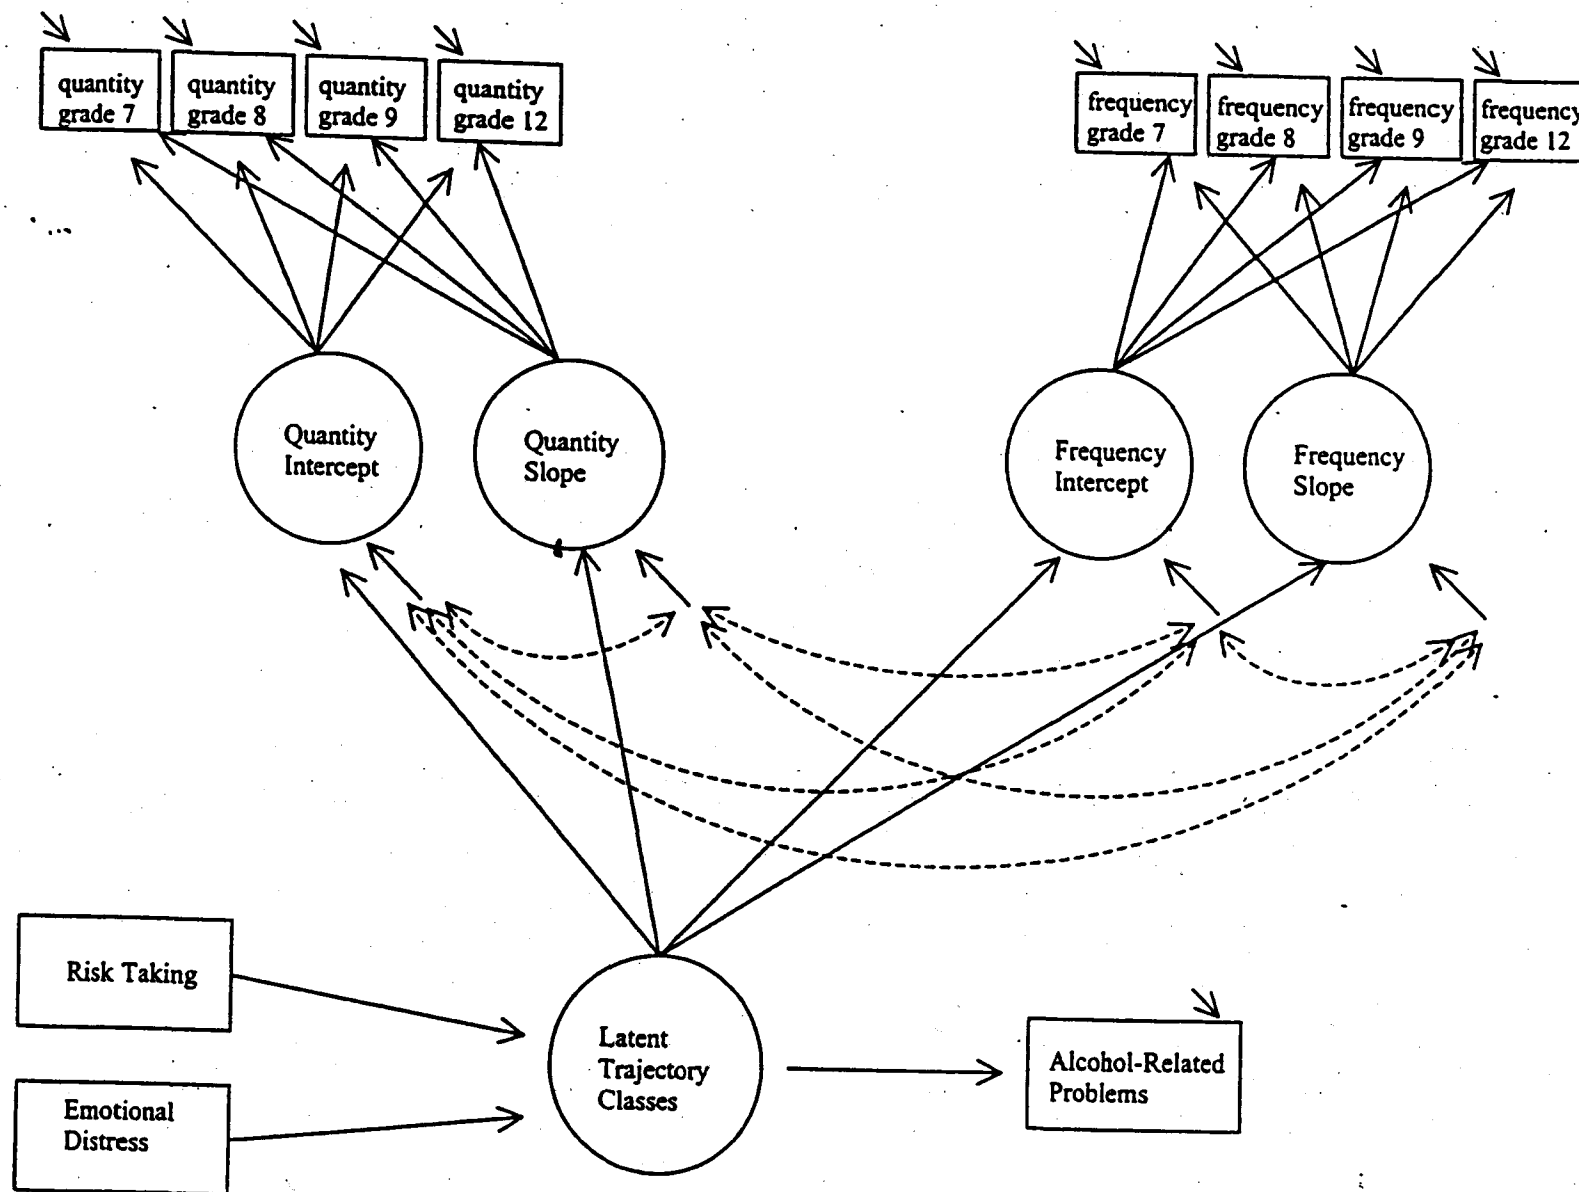 quantity
grade 7
quantity
grade 8
quantity
grade 9
quantity
grade 12
frequency
grade 7
frequency
grade 8
frequency
grade 9
frequency
grade 12
Quantity
Intercept
Quantity
Slope
Frequency
Intercept
Frequency
Slope
Risk Taking
Emotional
Distress
Latent
Trajectory
Classes
Alcohol-Related
Problems